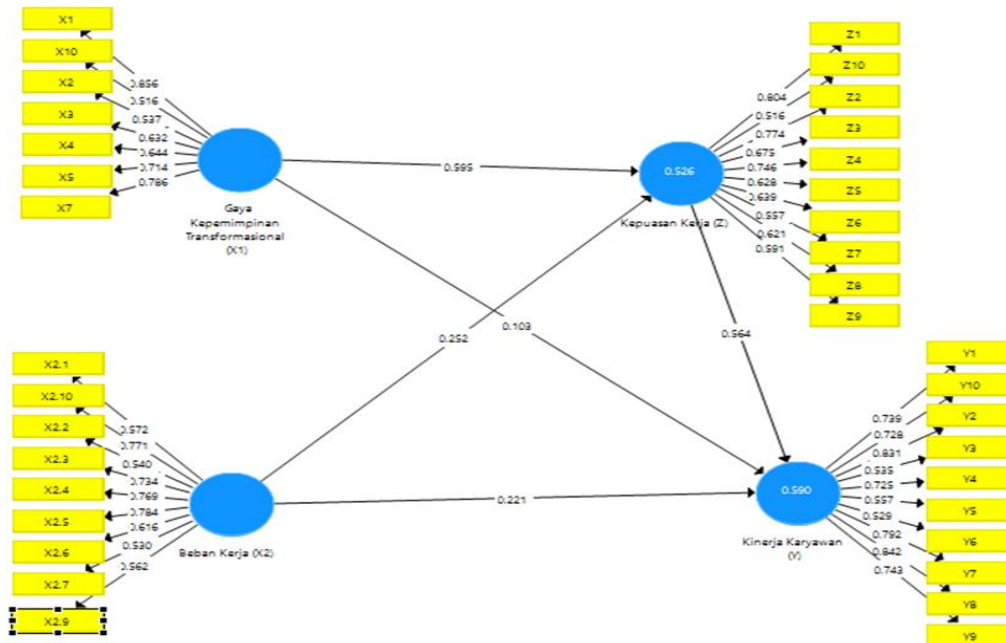 X1
X10
X2
X3
X4
X5
X7
0.856
0.516
0.537
0.632
0.644
0.714
0.786
Gaya
Kepemimpinan
Transformasional
(X1)
0.595
0.103
0.526
Kepuasan Kerja (Z)
0.804
0.516
0.774
0.675
0.746
0.628
0.639
0.557
0.621
0.591
Z1
Z10
Z2
Z3
Z4
Z5
Z6
Z7
Z8
Z9
0.252
0.564
X2.1
X2.10
X2.2
X2.3
X2.4
X2.5
X2.6
X2.7
X2.9
0.572
0.771
0.540
0.734
0.769
0.784
0.616
0.530
0.562
Beban Kerja (X2)
0.221
0.590
Kinerja Karyawan
(Y)
0.739
0.728
0.831
0.535
0.725
0.557
0.529
0.792
0.842
0.743
Y1
Y10
Y2
Y3
Y4
Y5
Y6
Y7
Y8
Y9